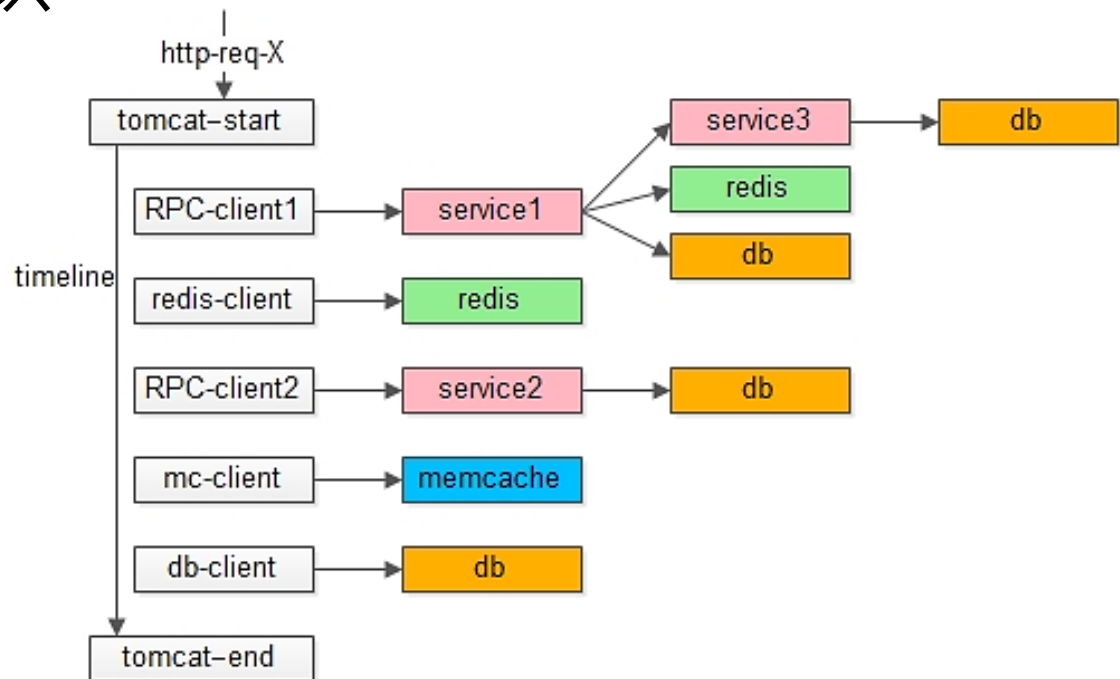 http-req-X
tomcat–start
service3
db
redis
RPC-client1
service1
db
timeline
redis-client
redis
RPC-client2
service2
db
mc-client
memcache
db-client
db
tomcat–end